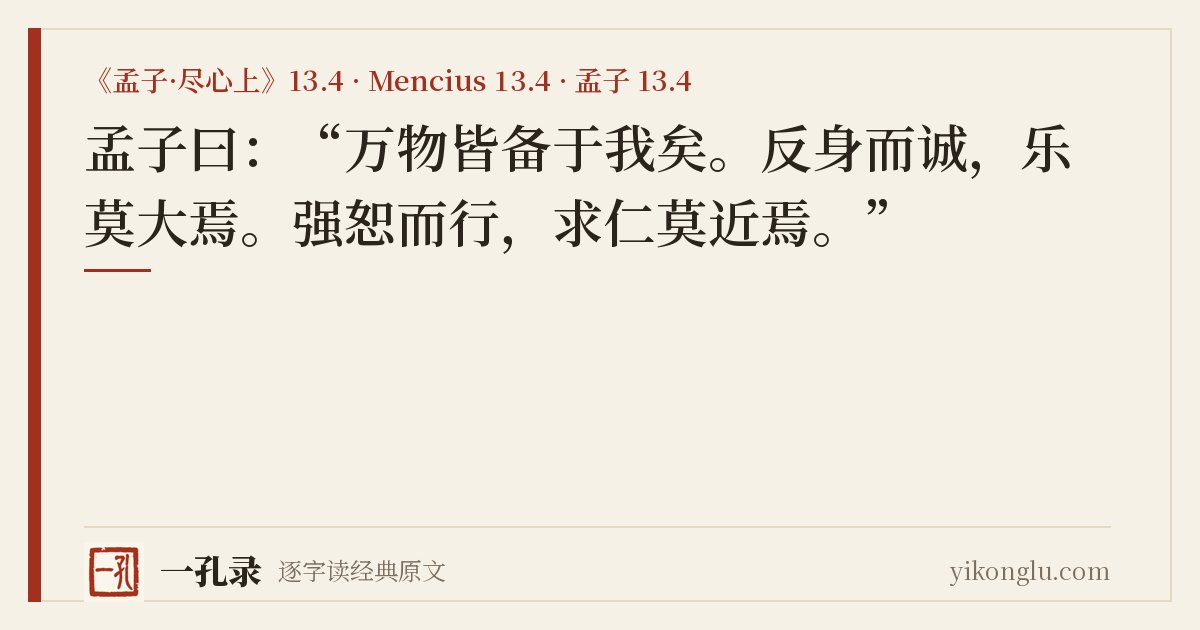 《孟子·尽心上》13.4 · Mencius 13.4 · 孟子 13.4
孟子曰：“万物皆备于我矣。反身而诚，乐
莫大焉。强恕而行，求仁莫近焉。”
一孔
一孔录 逐字读经典原文 yikonglu.com